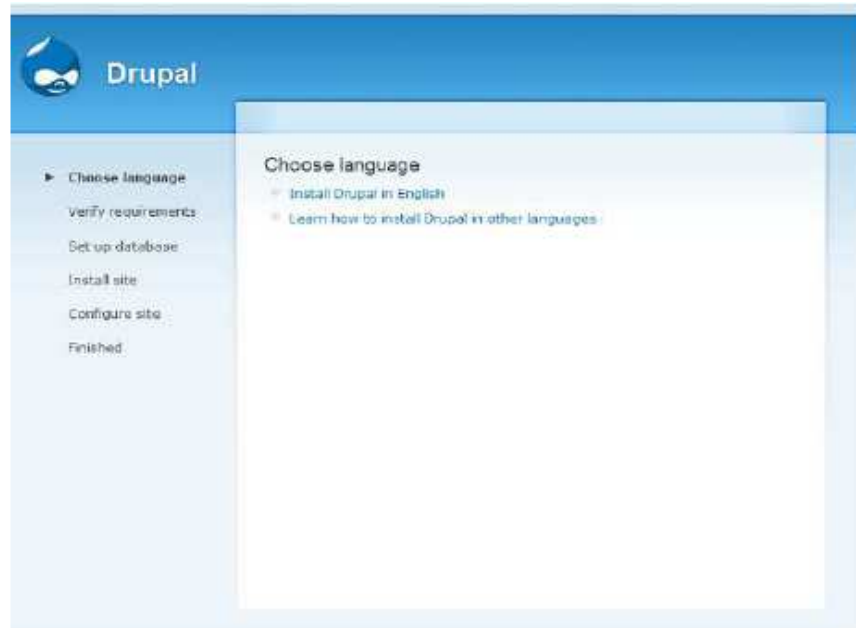 Drupal
Choose language
Verify requirements
Set up database
Install site
Configure site
Finished
Choose language
Install Drupal in English
Learn how to install Drupal in other languages